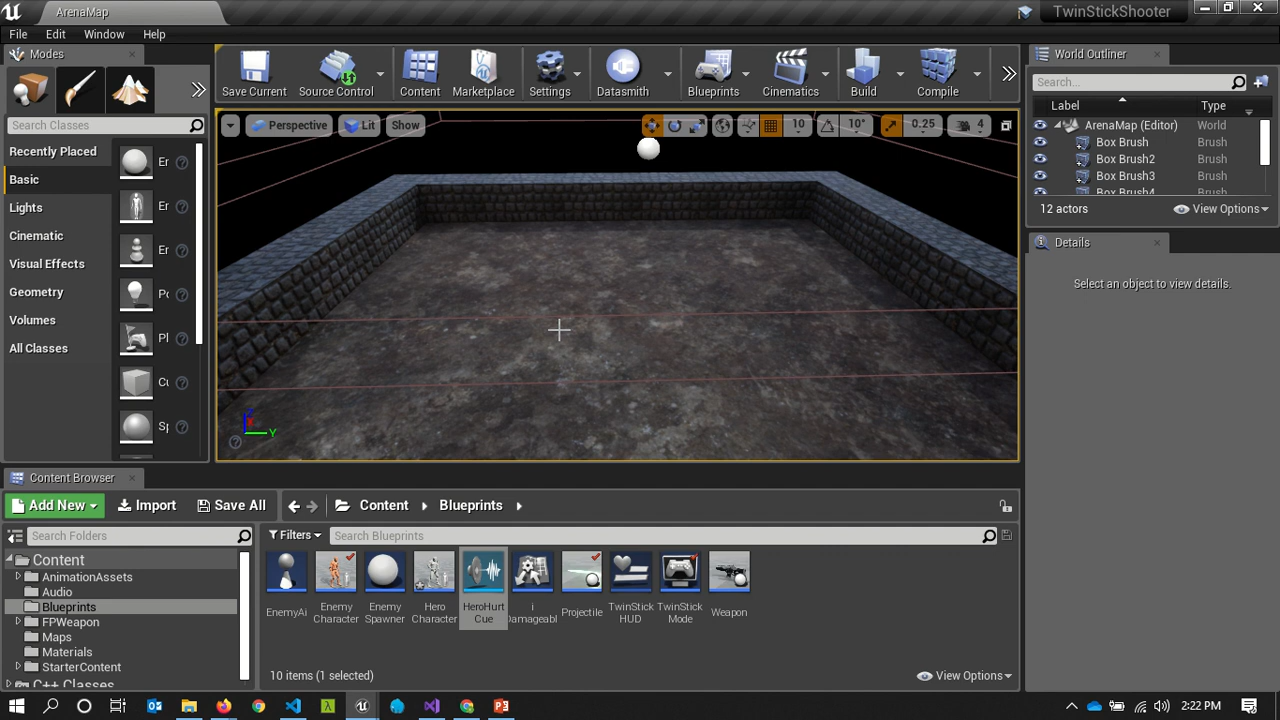 ArenaMap
TwinStickShooter
File Edit Window Help
Modes
Save Current
Source Control
Content
Marketplace
Settings
Datasmith
Blueprints
Cinematics
Build
Compile
World Outliner
Search...
Label Type
ArenaMap (Editor) World
Box Brush Brush
Box Brush2 Brush
Box Brush3 Brush
Box Brush4 Brush
12 actors
View Options
Search Classes
Recently Placed
Basic
Lights
Cinematic
Visual Effects
Geometry
Volumes
All Classes
Perspective
Lit
Show
10
10°
0.25
4
Z
Y
Details
Select an object to view details.
Content Browser
Add New
Import
Save All
Content
Blueprints
Search Folders
Filters
Search Blueprints
Content
AnimationAssets
Audio
Blueprints
FPWeapon
Maps
Materials
StarterContent
C++ Classes
EnemyAi
Enemy
Character
Enemy
Spawner
Hero
Character
HeroHurt
Cue
i
Damageabl
Projectile
TwinStick
HUD
TwinStick
Mode
Weapon
10 items (1 selected)
View Options
2:22 PM